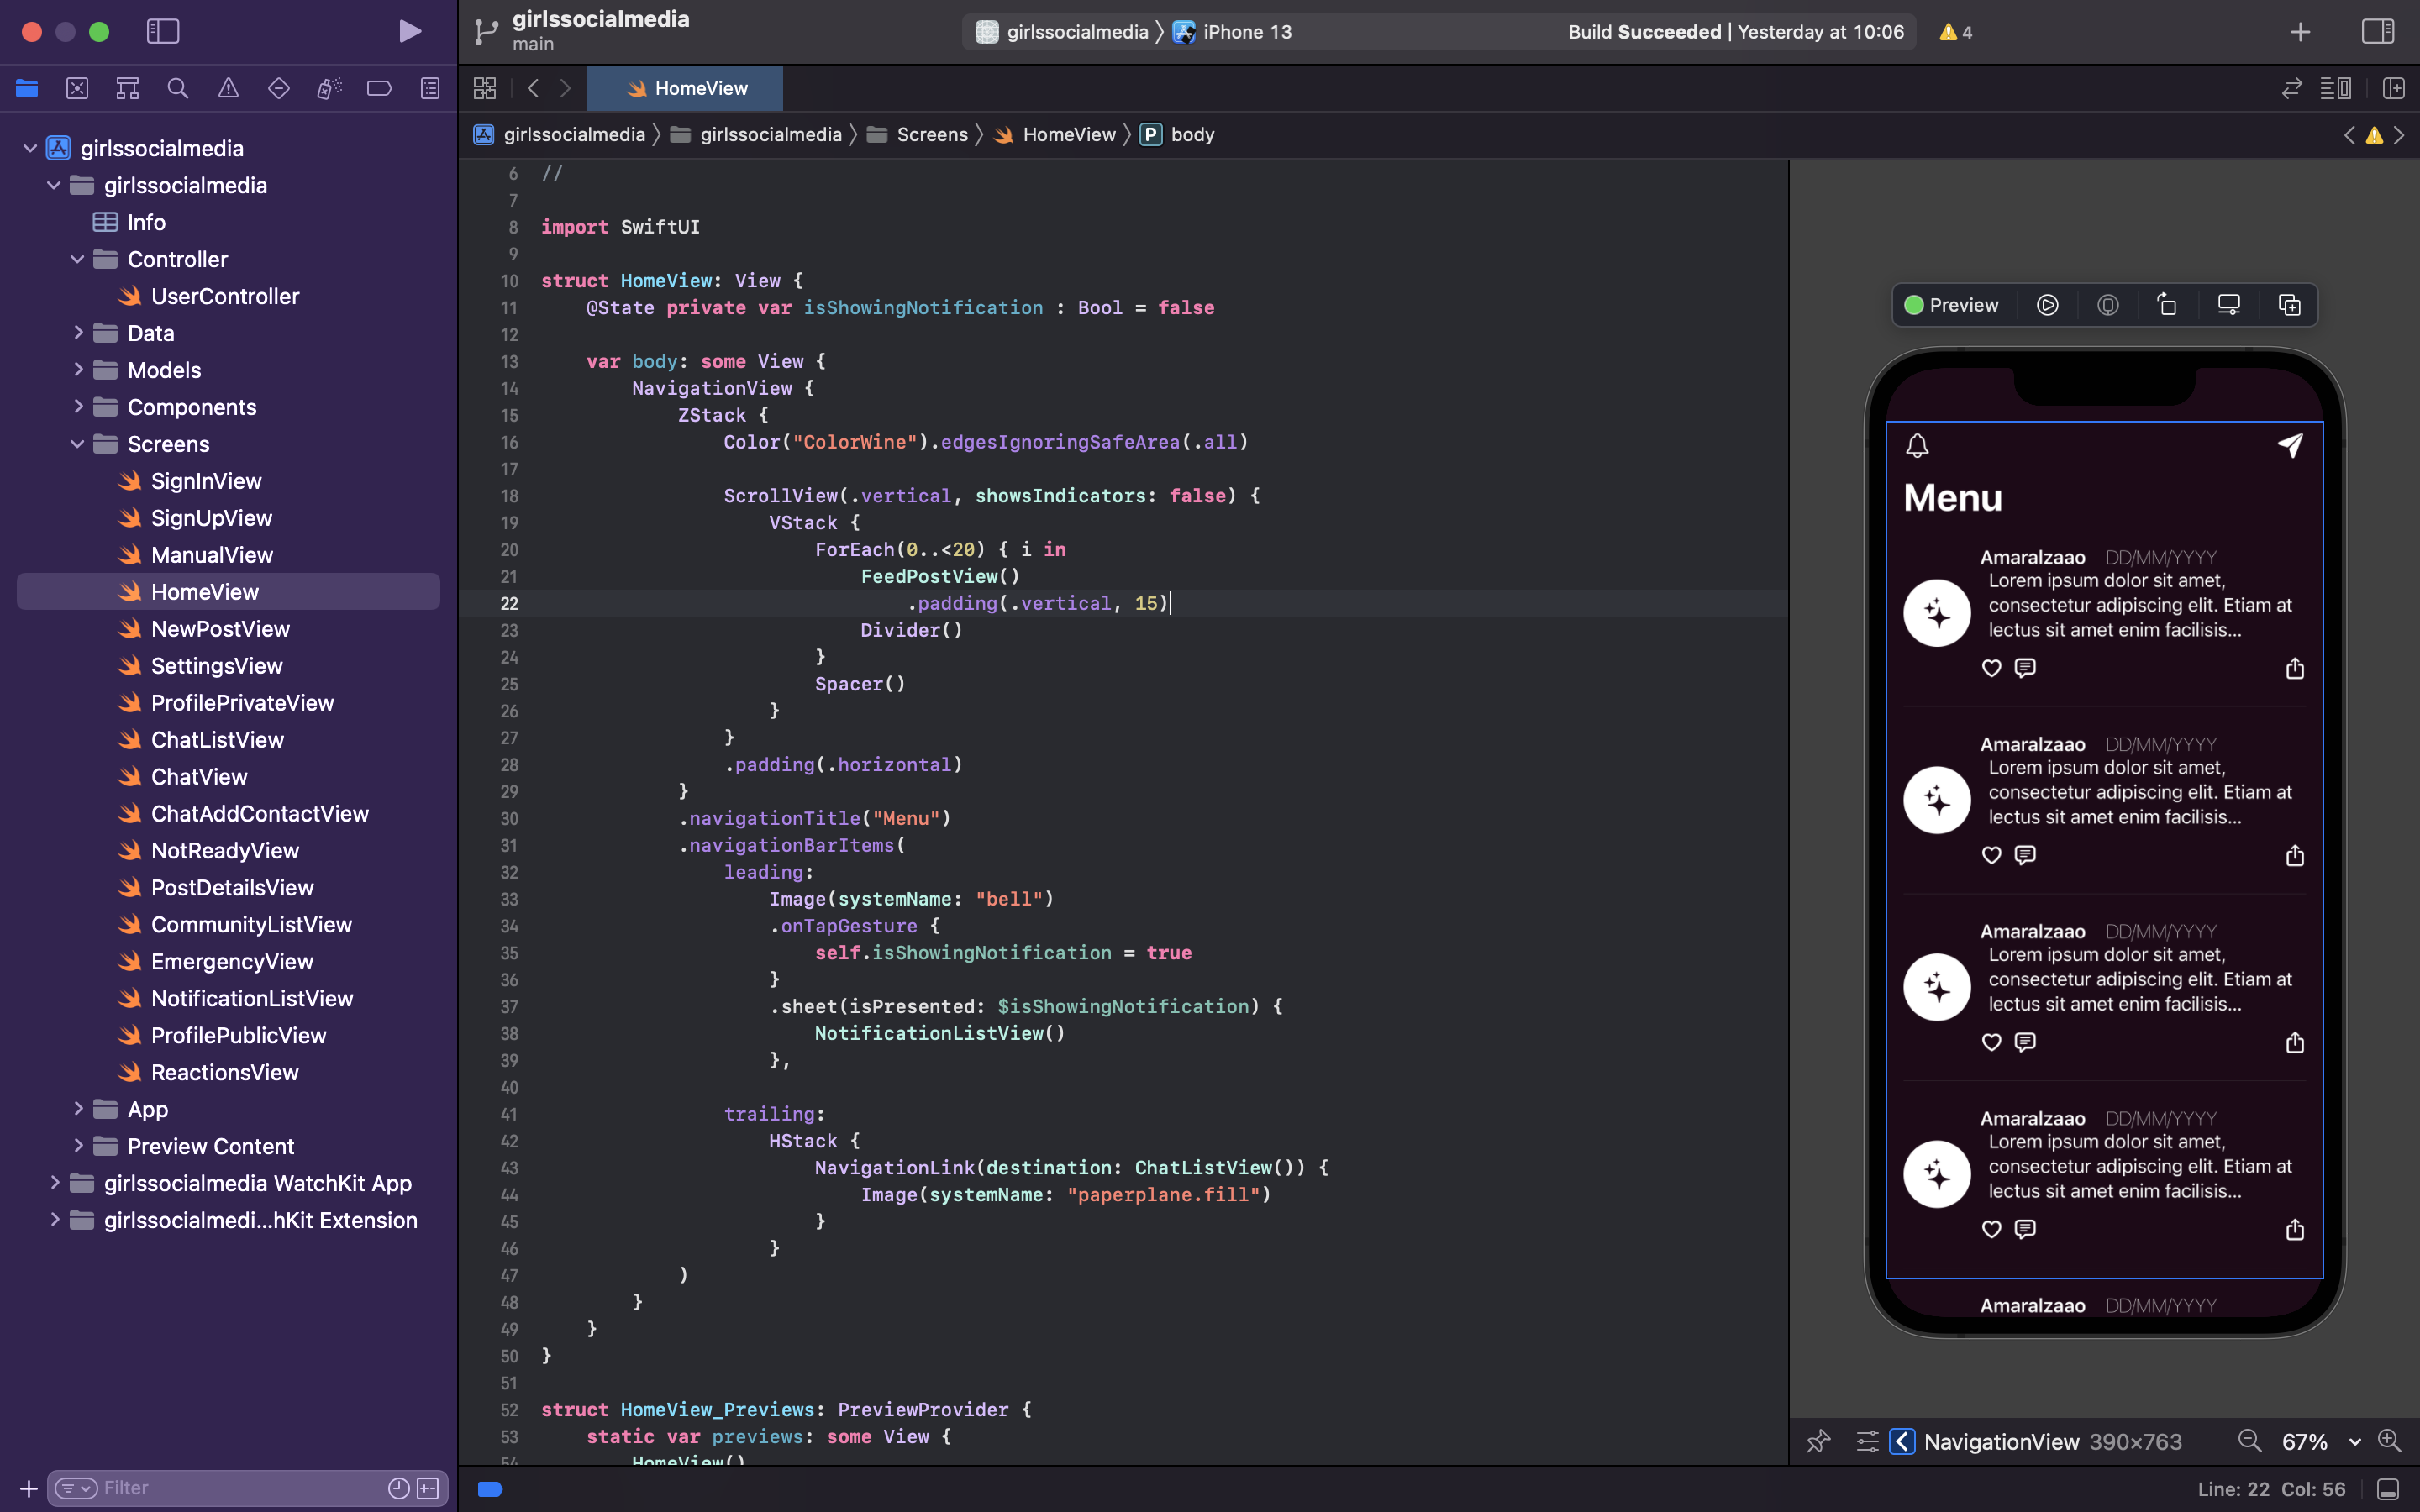 girlssocialmedia
main
girlssocialmedia 〉 iPhone 13
Build Succeeded | Yesterday at 10:06
4
HomeView
girlssocialmedia 〉 girlssocialmedia 〉 Screens 〉 HomeView 〉 P body
girlssocialmedia
girlssocialmedia
Info
Controller
UserController
Data
Models
Components
Screens
SignInView
SignUpView
ManualView
HomeView
NewPostView
SettingsView
ProfilePrivateView
ChatListView
ChatView
ChatAddContactView
NotReadyView
PostDetailsView
CommunityListView
EmergencyView
NotificationListView
ProfilePublicView
ReactionsView
App
Preview Content
girlssocialmedia WatchKit App
girlssocialmedi...hKit Extension
Filter
6 //
7
8 import SwiftUI
9
10 struct HomeView: View {
11     @State private var isShowingNotification : Bool = false
12
13     var body: some View {
14         NavigationView {
15             ZStack {
16                 Color("ColorWine").edgesIgnoringSafeArea(.all)
17
18                 ScrollView(.vertical, showsIndicators: false) {
19                     VStack {
20                         ForEach(0..<20) { i in
21                             FeedPostView()
22                                 .padding(.vertical, 15)
23                             Divider()
24                         }
25                         Spacer()
26                     }
27                 }
28                 .padding(.horizontal)
29             }
30             .navigationTitle("Menu")
31             .navigationBarItems(
32                 leading:
33                     Image(systemName: "bell")
34                     .onTapGesture {
35                         self.isShowingNotification = true
36                     }
37                     .sheet(isPresented: $isShowingNotification) {
38                         NotificationListView()
39                     },
40
41                 trailing:
42                     HStack {
43                         NavigationLink(destination: ChatListView()) {
44                             Image(systemName: "paperplane.fill")
45                         }
46                     }
47             )
48         }
49     }
50 }
51
52 struct HomeView_Previews: PreviewProvider {
53     static var previews: some View {
54         HomeView()
Preview
Menu
Amaralzaao DD/MM/YYYY
Lorem ipsum dolor sit amet,
consectetur adipiscing elit. Etiam at
lectus sit amet enim facilisis...
Amaralzaao DD/MM/YYYY
Lorem ipsum dolor sit amet,
consectetur adipiscing elit. Etiam at
lectus sit amet enim facilisis...
Amaralzaao DD/MM/YYYY
Lorem ipsum dolor sit amet,
consectetur adipiscing elit. Etiam at
lectus sit amet enim facilisis...
Amaralzaao DD/MM/YYYY
Lorem ipsum dolor sit amet,
consectetur adipiscing elit. Etiam at
lectus sit amet enim facilisis...
Amaralzaao DD/MM/YYYY
NavigationView 390×763
67%
Line: 22 Col: 56